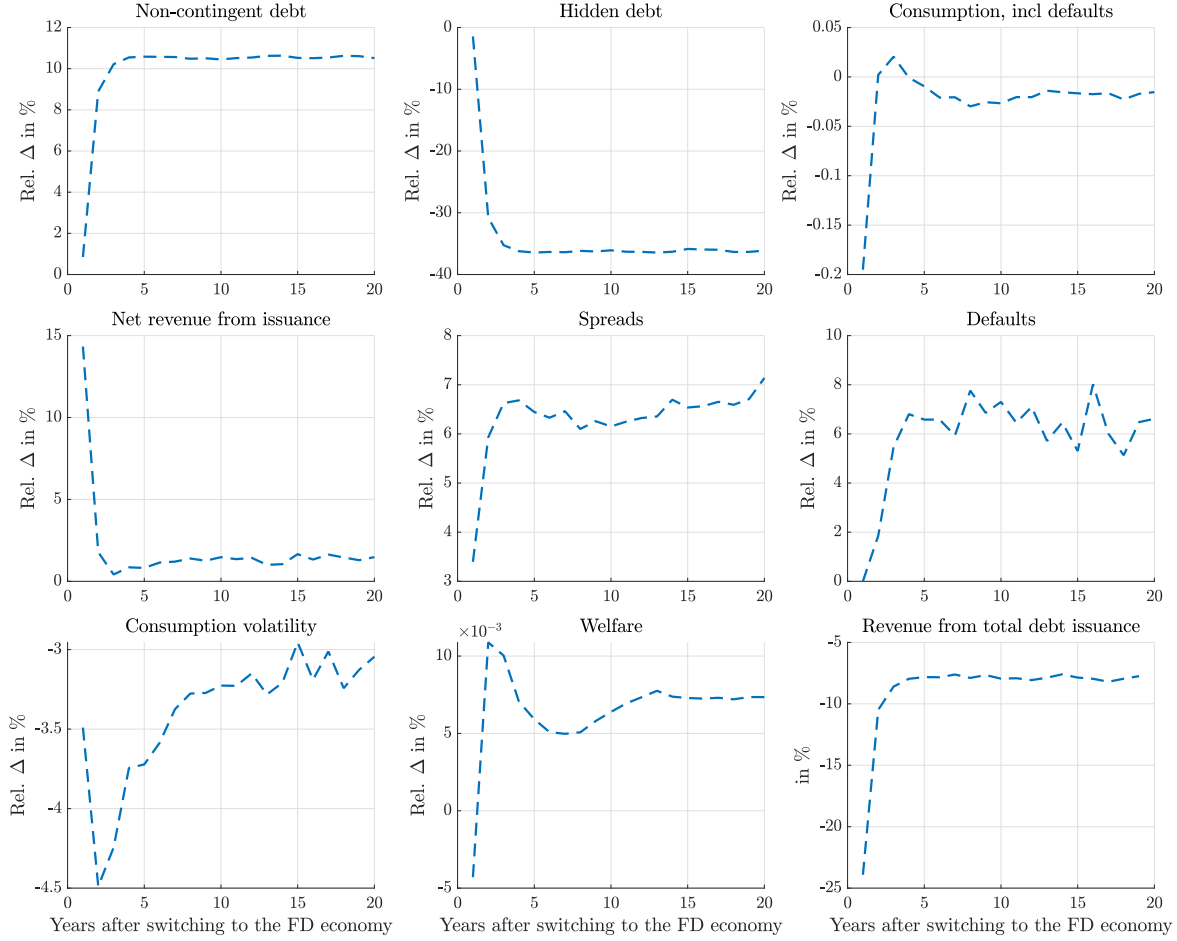 Non-contingent debt
Hidden debt
Consumption, incl defaults
12
10
8
6
4
2
0
Rel. Δ in %
0 5 10 15 20
0
-10
-20
-30
-40
Rel. Δ in %
0 5 10 15 20
0.05
0
-0.05
-0.1
-0.15
-0.2
Rel. Δ in %
0 5 10 15 20
Net revenue from issuance
Spreads
Defaults
15
10
5
0
Rel. Δ in %
0 5 10 15 20
8
7
6
5
4
3
Rel. Δ in %
0 5 10 15 20
10
8
6
4
2
0
Rel. Δ in %
0 5 10 15 20
Consumption volatility
Welfare
Revenue from total debt issuance
-3
-3.5
-4
-4.5
Rel. Δ in %
0 5 10 15 20
Years after switching to the FD economy
×10⁻³
10
5
0
-5
Rel. Δ in %
0 5 10 15 20
Years after switching to the FD economy
-5
-10
-15
-20
-25
in %
0 5 10 15 20
Years after switching to the FD economy